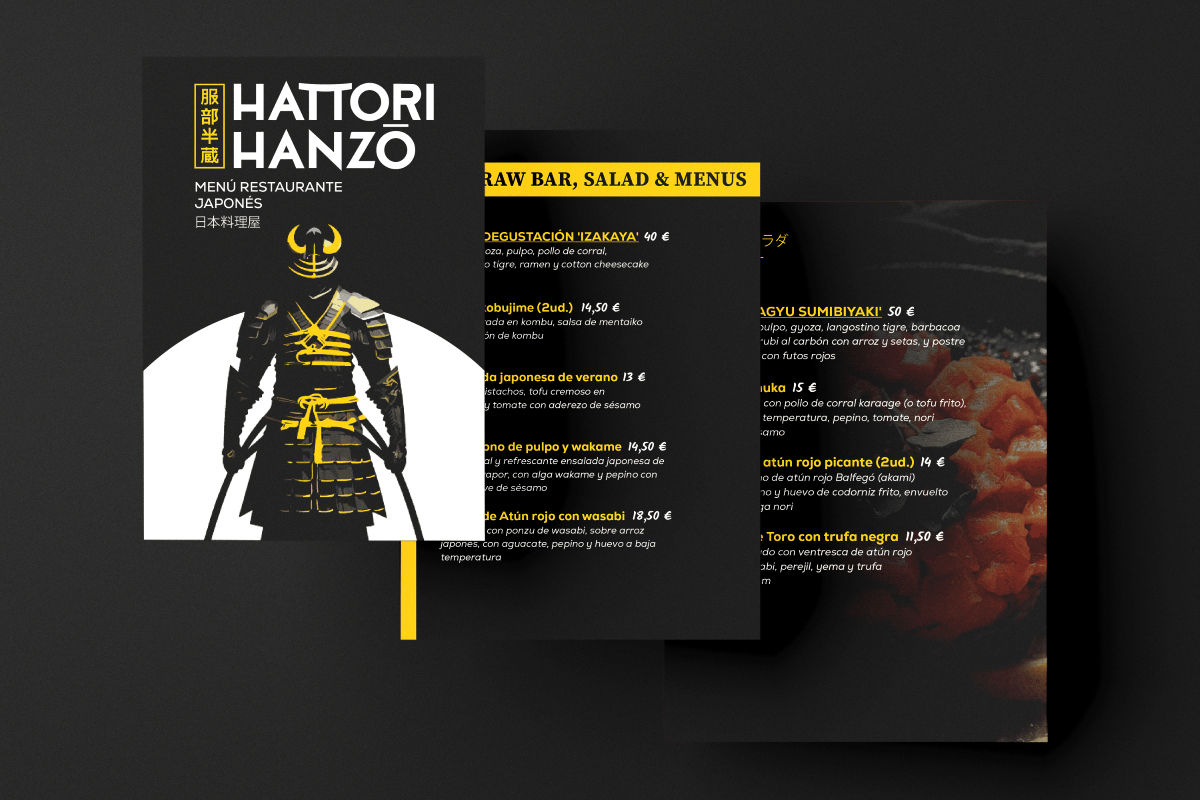 服部半蔵
HATTORI
HANZŌ
MENÚ RESTAURANTE
JAPONÉS
日本料理屋
RAW BAR, SALAD & MENUS
DEGUSTACIÓN 'IZAKAYA' 40 €
oza, pulpo, pollo de corral,
o tigre, ramen y cotton cheesecake
kobujime (2ud.) 14,50 €
rada en kombu, salsa de mentaiko
ón de kombu
da japonesa de verano 13 €
istachos, tofu cremoso en
y tomate con aderezo de sésamo
ono de pulpo y wakame 14,50 €
al y refrescante ensalada japonesa de
apor, con alga wakame y pepino con
ve de sésamo
de Atún rojo con wasabi 18,50 €
con ponzu de wasabi, sobre arroz
japonés, con aguacate, pepino y huevo a baja
temperatura
ラダ
AGYU SUMIBIYAKI' 50 €
pulpo, gyoza, langostino tigre, barbacoa
rubi al carbón con arroz y setas, y postre
con futos rojos
nuka 15 €
con pollo de corral karaage (o tofu frito),
temperatura, pepino, tomate, nori
samo
atún rojo picante (2ud.) 14 €
no de atún rojo Balfegó (akami)
no y huevo de codorniz frito, envuelto
ga nori
e Toro con trufa negra 11,50 €
ado con ventresca de atún rojo
abi, perejil, yema y trufa
m